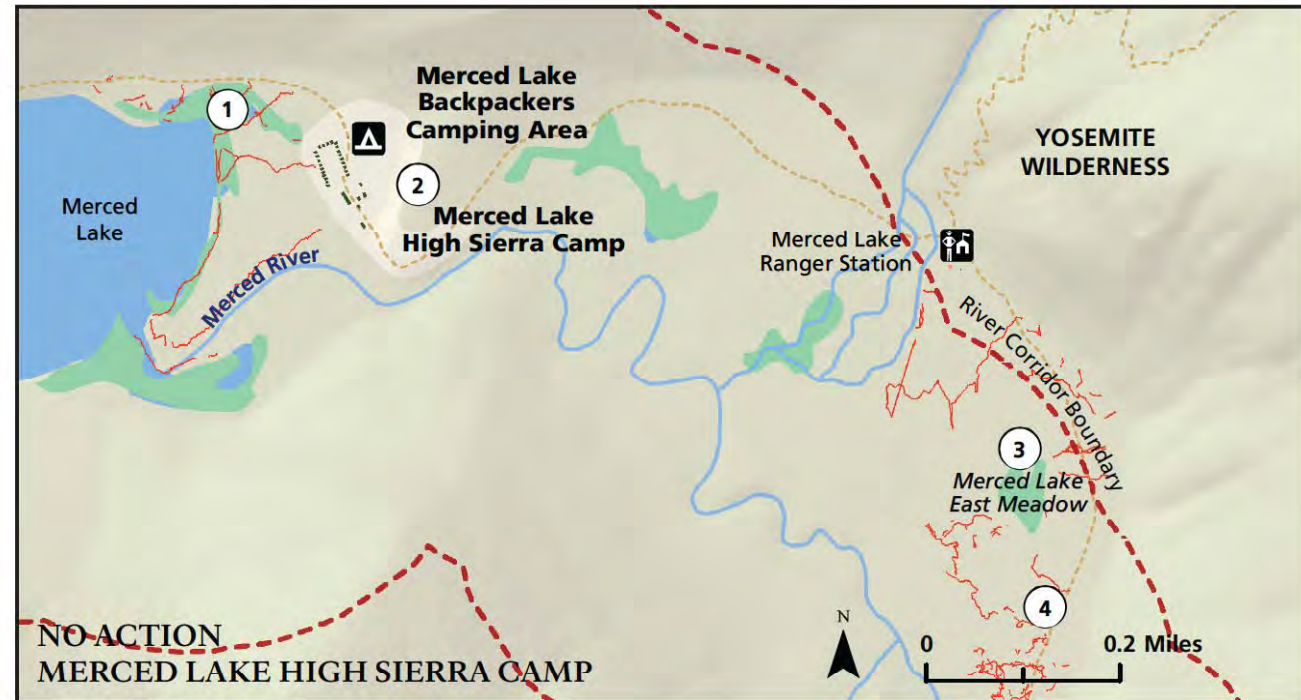 1
Merced Lake
Backpackers
Camping Area
YOSEMITE
WILDERNESS
2
Merced
Lake
Merced Lake
High Sierra Camp
Merced River
Merced Lake
Ranger Station
River Corridor Boundary
3
Merced Lake
East Meadow
4
N
0
0.2 Miles
NO ACTION
MERCED LAKE HIGH SIERRA CAMP